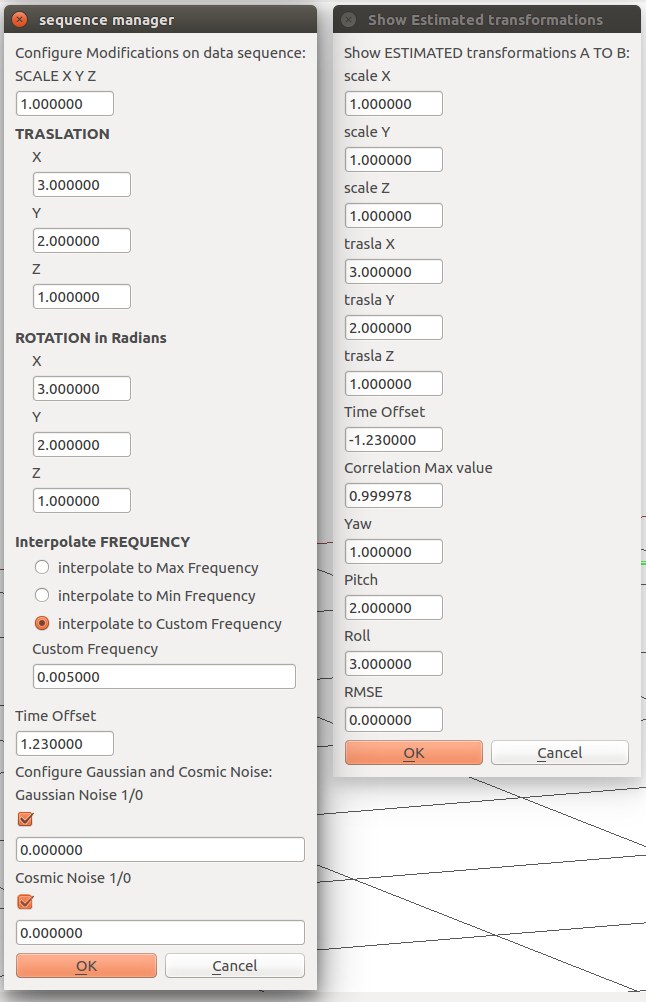 sequence manager
Configure Modifications on data sequence:
SCALE X Y Z
1.000000
TRASLATION
X
3.000000
Y
2.000000
Z
1.000000
ROTATION in Radians
X
3.000000
Y
2.000000
Z
1.000000
Interpolate FREQUENCY
interpolate to Max Frequency
interpolate to Min Frequency
interpolate to Custom Frequency
Custom Frequency
0.005000
Time Offset
1.230000
Configure Gaussian and Cosmic Noise:
Gaussian Noise 1/0
0.000000
Cosmic Noise 1/0
0.000000
OK Cancel
Show Estimated transformations
Show ESTIMATED transformations A TO B:
scale X
1.000000
scale Y
1.000000
scale Z
1.000000
trasla X
3.000000
trasla Y
2.000000
trasla Z
1.000000
Time Offset
-1.230000
Correlation Max value
0.999978
Yaw
1.000000
Pitch
2.000000
Roll
3.000000
RMSE
0.000000
OK Cancel